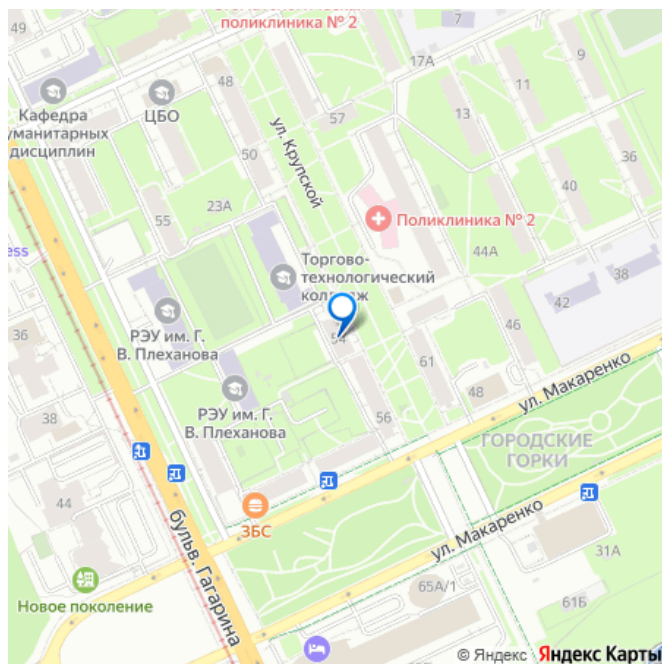 49
поликлиника № 2
7
9
17А
48
11
Кафедра
уманитарных
дисциплин
ЦБО
57
13
ул. Крупской
50
36
40
23А
55
Поликлиника № 2
ess
44А
Торгово-
технологический
колледж
38
42
36
РЭУ им. Г.
В. Плеханова
54
46
61
48
ул. Макаренко
38
РЭУ им. Г.
В. Плеханова
56
ГОРОДСКИЕ
ГОРКИ
44
ЗБС
бульв. Гагарина
ул. Макаренко
31А
65А/1
61Б
Новое поколение
© Яндекс Яндекс Карты